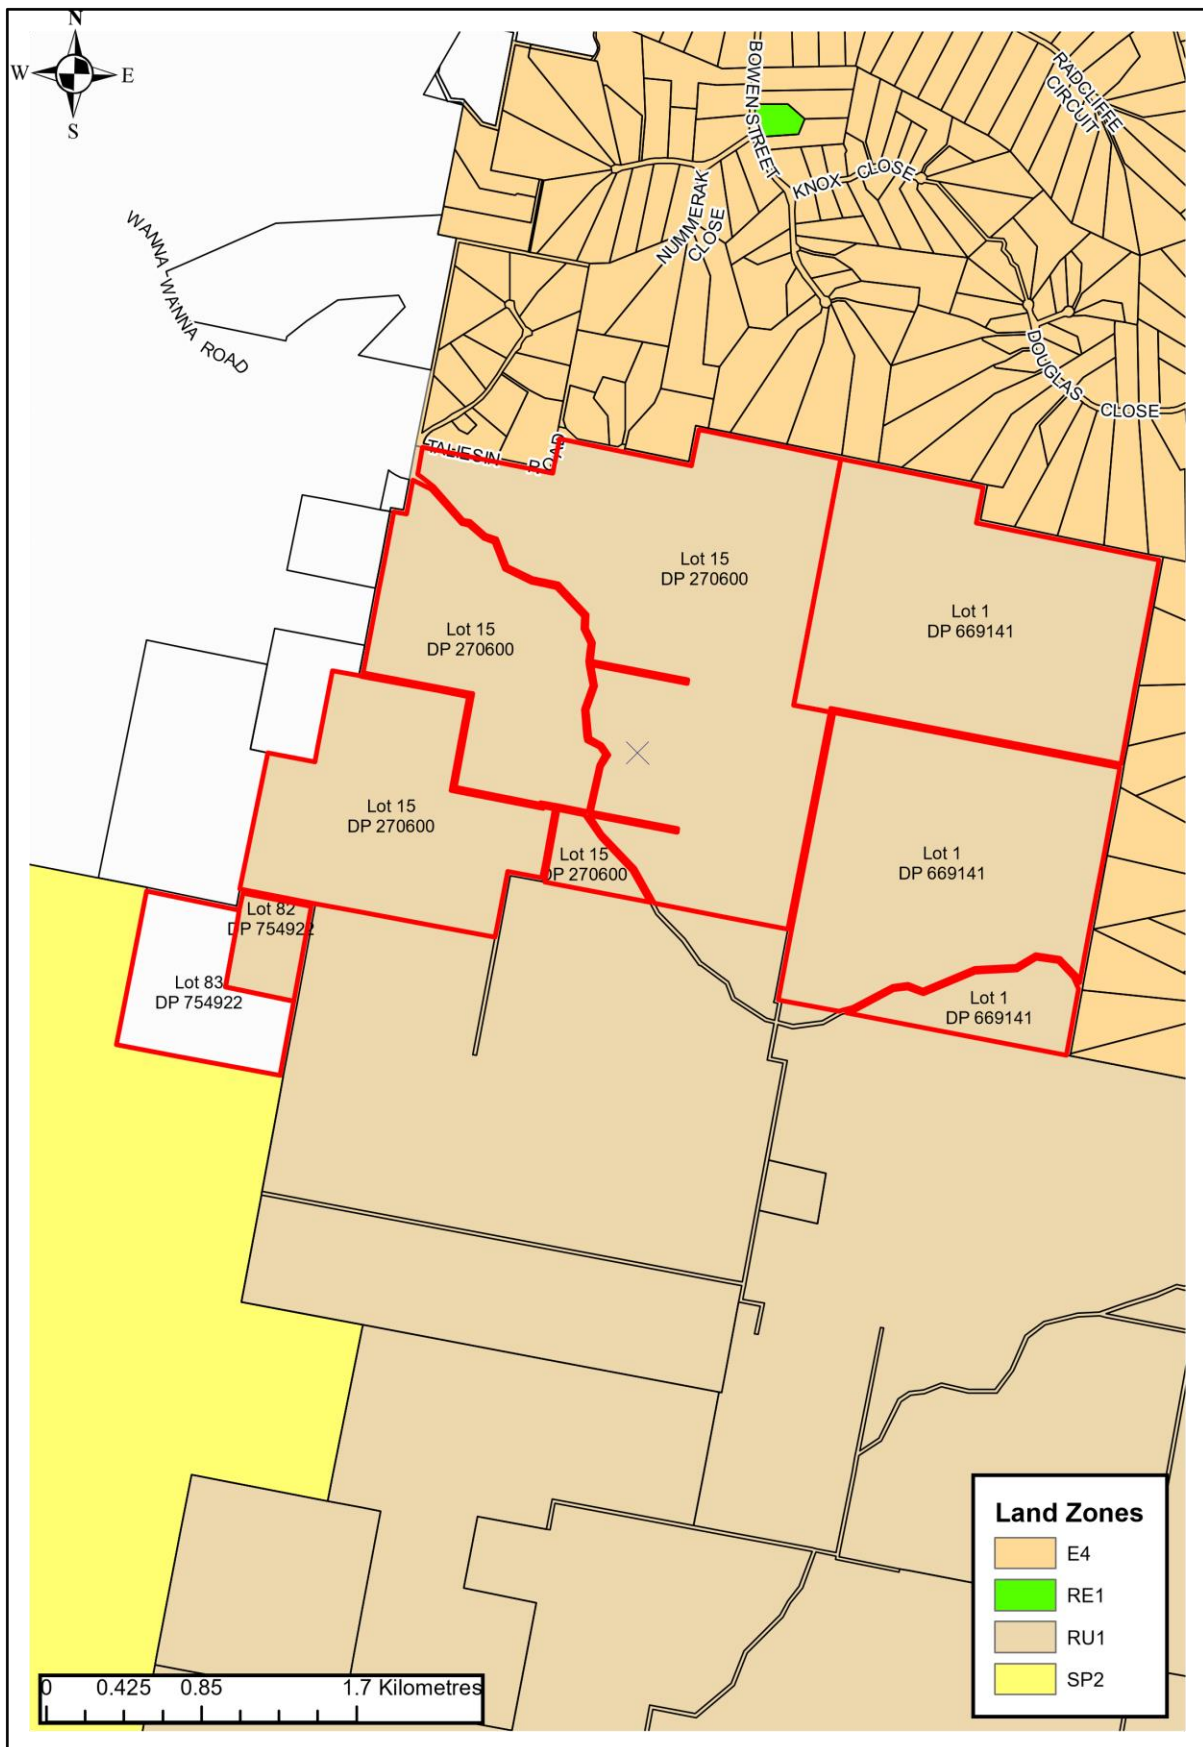 N
W E
S
BOWEN STREET
RADCLIFFE
CIRCUIT
KNOX CLOSE
NUMMERAK
CLOSE
WANNA WANNA ROAD
DOUGLAS CLOSE
TALIESIN ROAD
Lot 15
DP 270600
Lot 1
DP 669141
Lot 15
DP 270600
Lot 15
DP 270600
Lot 15
DP 270600
Lot 1
DP 669141
Lot 82
DP 754922
Lot 83
DP 754922
Lot 1
DP 669141
Land Zones
E4
RE1
RU1
SP2
0 0.425 0.85 1.7 Kilometres